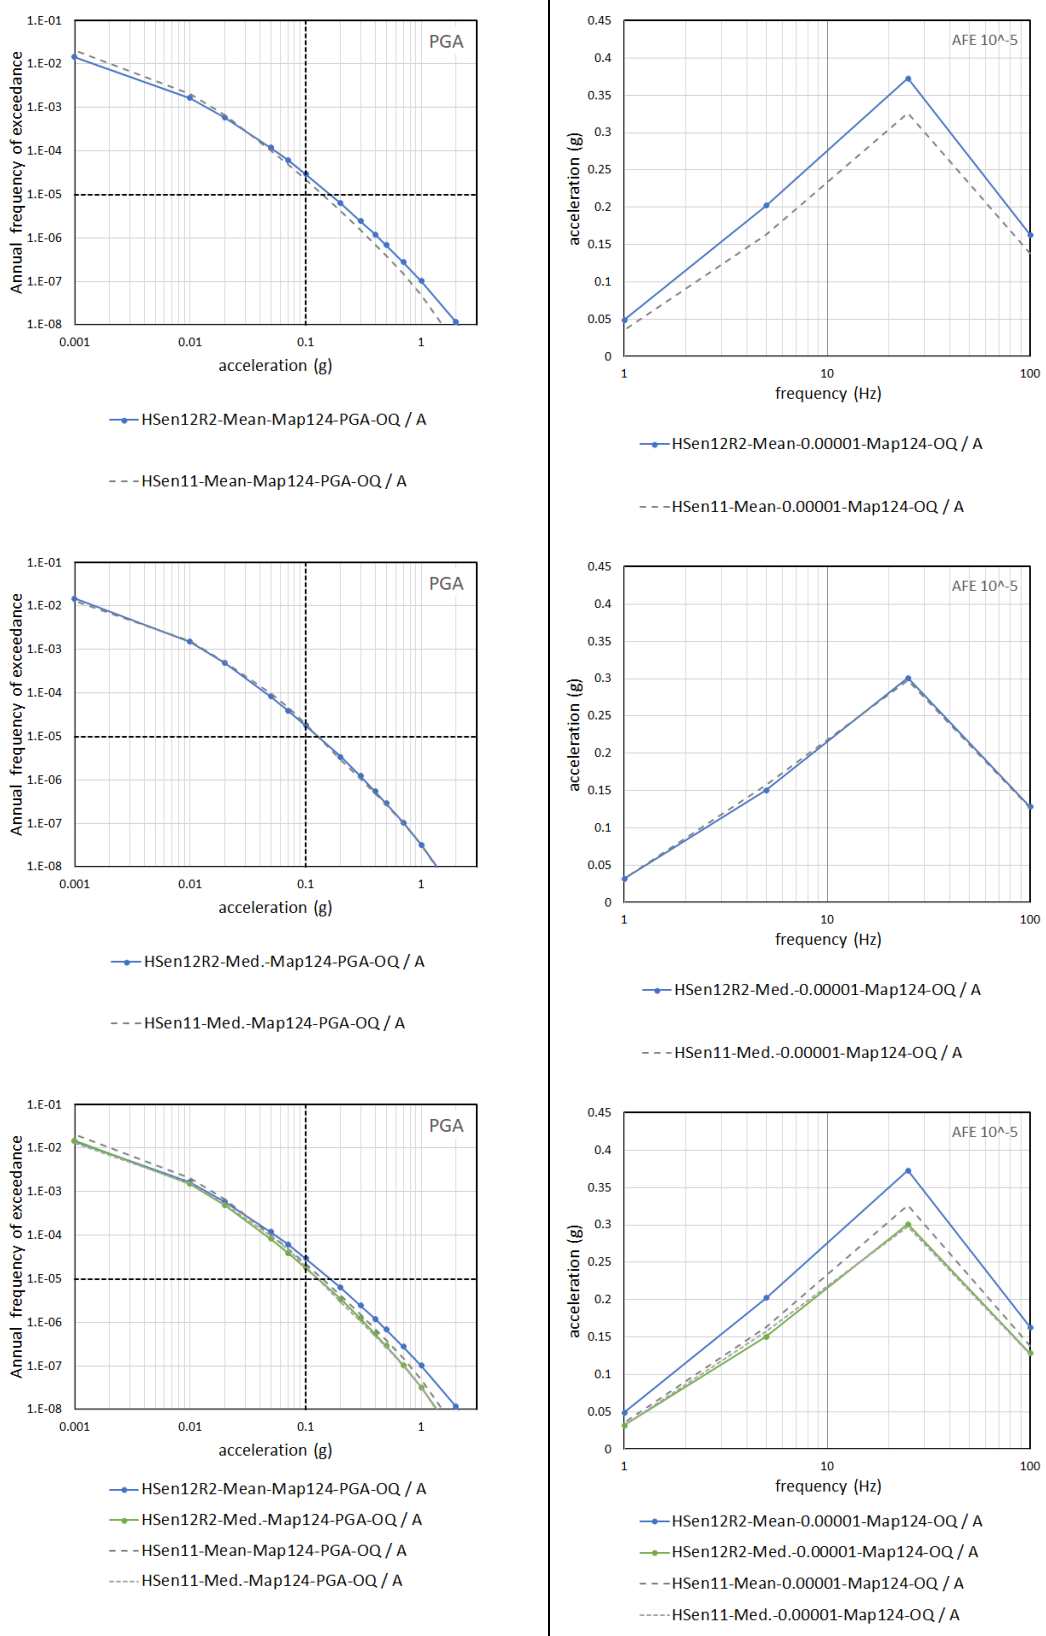 PGA
Annual frequency of exceedance
1.E-01
1.E-02
1.E-03
1.E-04
1.E-05
1.E-06
1.E-07
1.E-08
0.001
0.01
0.1
1
acceleration (g)
HSen12R2-Mean-Map124-PGA-OQ / A
HSen11-Mean-Map124-PGA-OQ / A
AFE 10^-5
acceleration (g)
0.45
0.4
0.35
0.3
0.25
0.2
0.15
0.1
0.05
0
1
10
100
frequency (Hz)
HSen12R2-Mean-0.00001-Map124-OQ / A
HSen11-Mean-0.00001-Map124-OQ / A
PGA
Annual frequency of exceedance
1.E-01
1.E-02
1.E-03
1.E-04
1.E-05
1.E-06
1.E-07
1.E-08
0.001
0.01
0.1
1
acceleration (g)
HSen12R2-Med.-Map124-PGA-OQ / A
HSen11-Med.-Map124-PGA-OQ / A
AFE 10^-5
acceleration (g)
0.45
0.4
0.35
0.3
0.25
0.2
0.15
0.1
0.05
0
1
10
100
frequency (Hz)
HSen12R2-Med.-0.00001-Map124-OQ / A
HSen11-Med.-0.00001-Map124-OQ / A
PGA
Annual frequency of exceedance
1.E-01
1.E-02
1.E-03
1.E-04
1.E-05
1.E-06
1.E-07
1.E-08
0.001
0.01
0.1
1
acceleration (g)
HSen12R2-Mean-Map124-PGA-OQ / A
HSen12R2-Med.-Map124-PGA-OQ / A
HSen11-Mean-Map124-PGA-OQ / A
HSen11-Med.-Map124-PGA-OQ / A
AFE 10^-5
acceleration (g)
0.45
0.4
0.35
0.3
0.25
0.2
0.15
0.1
0.05
0
1
10
100
frequency (Hz)
HSen12R2-Mean-0.00001-Map124-OQ / A
HSen12R2-Med.-0.00001-Map124-OQ / A
HSen11-Mean-0.00001-Map124-OQ / A
HSen11-Med.-0.00001-Map124-OQ / A